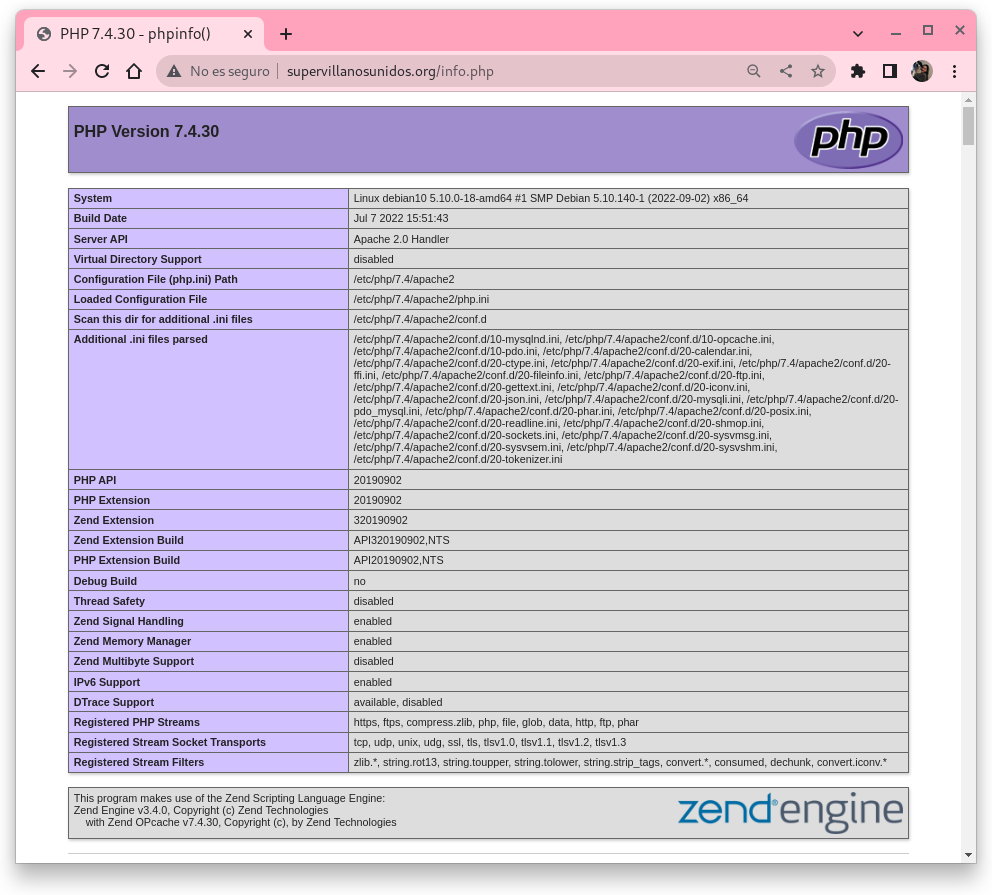 PHP 7.4.30 - phpinfo()
No es seguro supervillanosunidos.org/info.php
PHP Version 7.4.30
php
System Linux debian10 5.10.0-18-amd64 #1 SMP Debian 5.10.140-1 (2022-09-02) x86_64
Build Date Jul 7 2022 15:51:43
Server API Apache 2.0 Handler
Virtual Directory Support disabled
Configuration File (php.ini) Path /etc/php/7.4/apache2
Loaded Configuration File /etc/php/7.4/apache2/php.ini
Scan this dir for additional .ini files /etc/php/7.4/apache2/conf.d
Additional .ini files parsed /etc/php/7.4/apache2/conf.d/10-mysqlnd.ini, /etc/php/7.4/apache2/conf.d/10-opcache.ini,
/etc/php/7.4/apache2/conf.d/10-pdo.ini, /etc/php/7.4/apache2/conf.d/20-calendar.ini,
/etc/php/7.4/apache2/conf.d/20-ctype.ini, /etc/php/7.4/apache2/conf.d/20-exif.ini, /etc/php/7.4/apache2/conf.d/20-
ffi.ini, /etc/php/7.4/apache2/conf.d/20-fileinfo.ini, /etc/php/7.4/apache2/conf.d/20-ftp.ini,
/etc/php/7.4/apache2/conf.d/20-gettext.ini, /etc/php/7.4/apache2/conf.d/20-iconv.ini,
/etc/php/7.4/apache2/conf.d/20-json.ini, /etc/php/7.4/apache2/conf.d/20-mysqli.ini, /etc/php/7.4/apache2/conf.d/20-
pdo_mysql.ini, /etc/php/7.4/apache2/conf.d/20-phar.ini, /etc/php/7.4/apache2/conf.d/20-posix.ini,
/etc/php/7.4/apache2/conf.d/20-readline.ini, /etc/php/7.4/apache2/conf.d/20-shmop.ini,
/etc/php/7.4/apache2/conf.d/20-sockets.ini, /etc/php/7.4/apache2/conf.d/20-sysvmsg.ini,
/etc/php/7.4/apache2/conf.d/20-sysvsem.ini, /etc/php/7.4/apache2/conf.d/20-sysvshm.ini,
/etc/php/7.4/apache2/conf.d/20-tokenizer.ini
PHP API 20190902
PHP Extension 20190902
Zend Extension 320190902
Zend Extension Build API320190902,NTS
PHP Extension Build API20190902,NTS
Debug Build no
Thread Safety disabled
Zend Signal Handling enabled
Zend Memory Manager enabled
Zend Multibyte Support disabled
IPv6 Support enabled
DTrace Support available, disabled
Registered PHP Streams https, ftps, compress.zlib, php, file, glob, data, http, ftp, phar
Registered Stream Socket Transports tcp, udp, unix, udg, ssl, tls, tlsv1.0, tlsv1.1, tlsv1.2, tlsv1.3
Registered Stream Filters zlib.*, string.rot13, string.toupper, string.tolower, string.strip_tags, convert.*, consumed, dechunk, convert.iconv.*
This program makes use of the Zend Scripting Language Engine:
Zend Engine v3.4.0, Copyright (c) Zend Technologies
with Zend OPcache v7.4.30, Copyright (c), by Zend Technologies
zend® engine